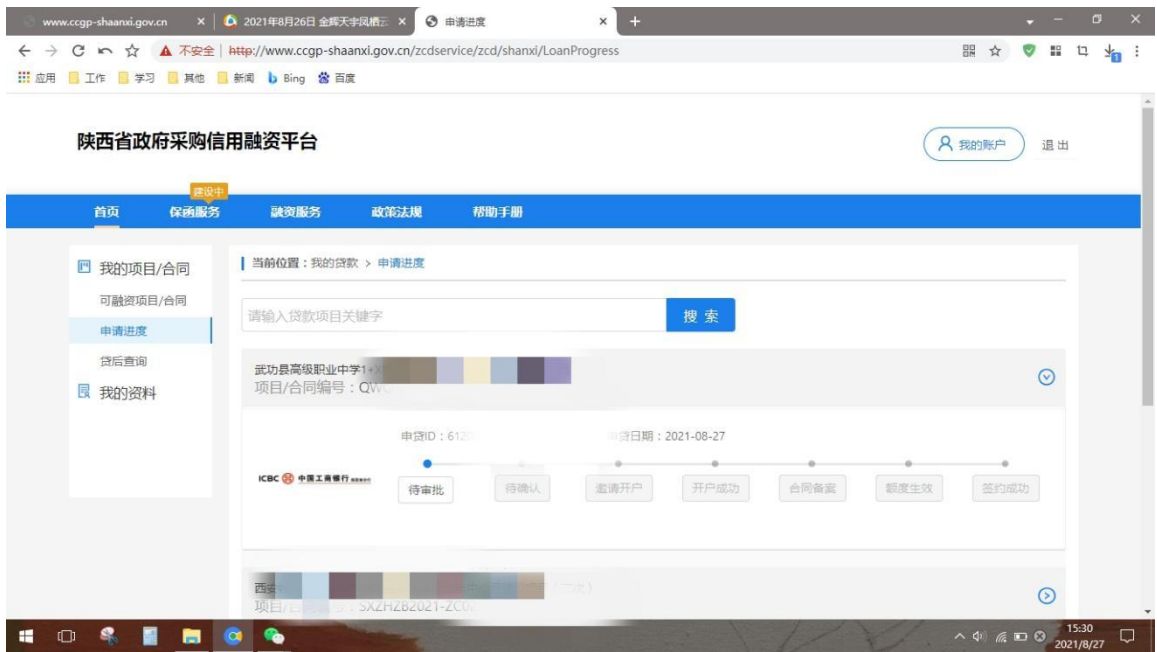 www.ccgp-shaanxi.gov.cn
2021年8月26日 金辉天宇凤栖云
申请进度
不安全 http://www.ccgp-shaanxi.gov.cn/zcdservice/zcd/shanxi/LoanProgress
应用 工作 学习 其他 新闻 Bing 百度
陕西省政府采购信用融资平台
我的账户 退出
建设中
首页 保函服务 融资服务 政策法规 帮助手册
我的项目/合同
可融资项目/合同
申请进度
贷后查询
我的资料
当前位置：我的贷款 > 申请进度
请输入贷款项目关键字 搜索
武功县高级职业中学1+X
项目/合同编号：QW
申贷ID：612 申贷日期：2021-08-27
ICBC 中国工商银行
待审批 待确认 邀请开户 开户成功 合同备案 额度生效 签约成功
西安
项目/合同编号：SXZHZB2021-ZC0
15:30
2021/8/27